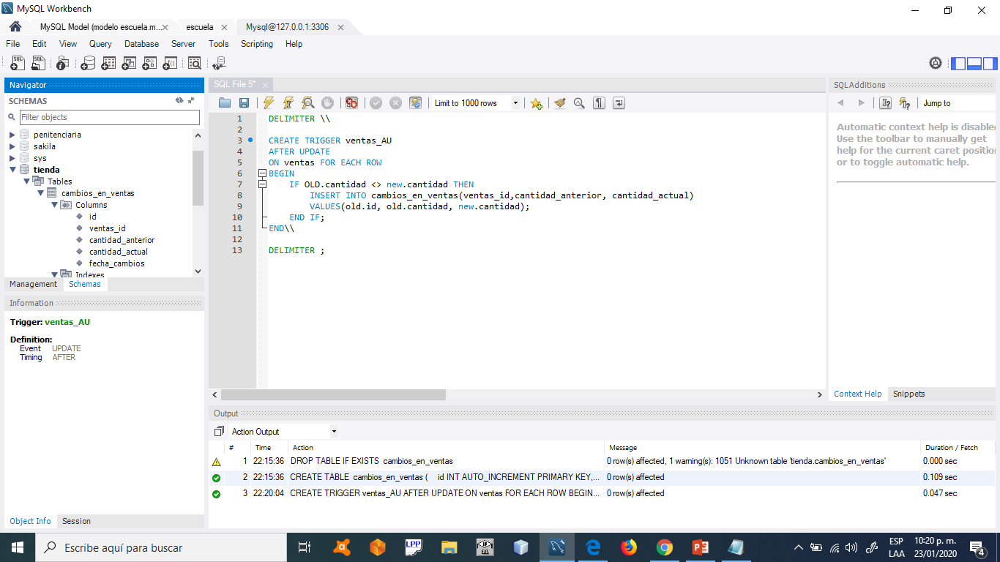 MySQL Workbench
MySQL Model (modelo escuela.m... escuela Mysql@127.0.0.1:3306
File Edit View Query Database Server Tools Scripting Help
Navigator
SCHEMAS
Filter objects
penitenciaria
sakila
sys
tienda
Tables
cambios_en_ventas
Columns
id
ventas_id
cantidad_anterior
cantidad_actual
fecha_cambios
Indexes
Management Schemas
Information
Trigger: ventas_AU
Definition:
Event UPDATE
Timing AFTER
Object Info Session
SQL File 5*
Limit to 1000 rows
1 DELIMITER \\
2
3 CREATE TRIGGER ventas_AU
4 AFTER UPDATE
5 ON ventas FOR EACH ROW
6 BEGIN
7 IF OLD.cantidad <> new.cantidad THEN
8 INSERT INTO cambios_en_ventas(ventas_id,cantidad_anterior, cantidad_actual)
9 VALUES(old.id, old.cantidad, new.cantidad);
10 END IF;
11 END\\
12
13 DELIMITER ;
SQLAdditions
Jump to
Automatic context help is disable
Use the toolbar to manually get
help for the current caret position
or to toggle automatic help.
Context Help Snippets
Output
Action Output
# Time Action Message Duration / Fetch
1 22:15:36 DROP TABLE IF EXISTS cambios_en_ventas 0 row(s) affected, 1 warning(s): 1051 Unknown table 'tienda.cambios_en_ventas' 0.000 sec
2 22:15:36 CREATE TABLE cambios_en_ventas ( id INT AUTO_INCREMENT PRIMARY KEY,... 0 row(s) affected 0.109 sec
3 22:20:04 CREATE TRIGGER ventas_AU AFTER UPDATE ON ventas FOR EACH ROW BEGIN... 0 row(s) affected 0.047 sec
Escribe aquí para buscar
LPP
ESP
LAA
10:20 p. m.
23/01/2020
4